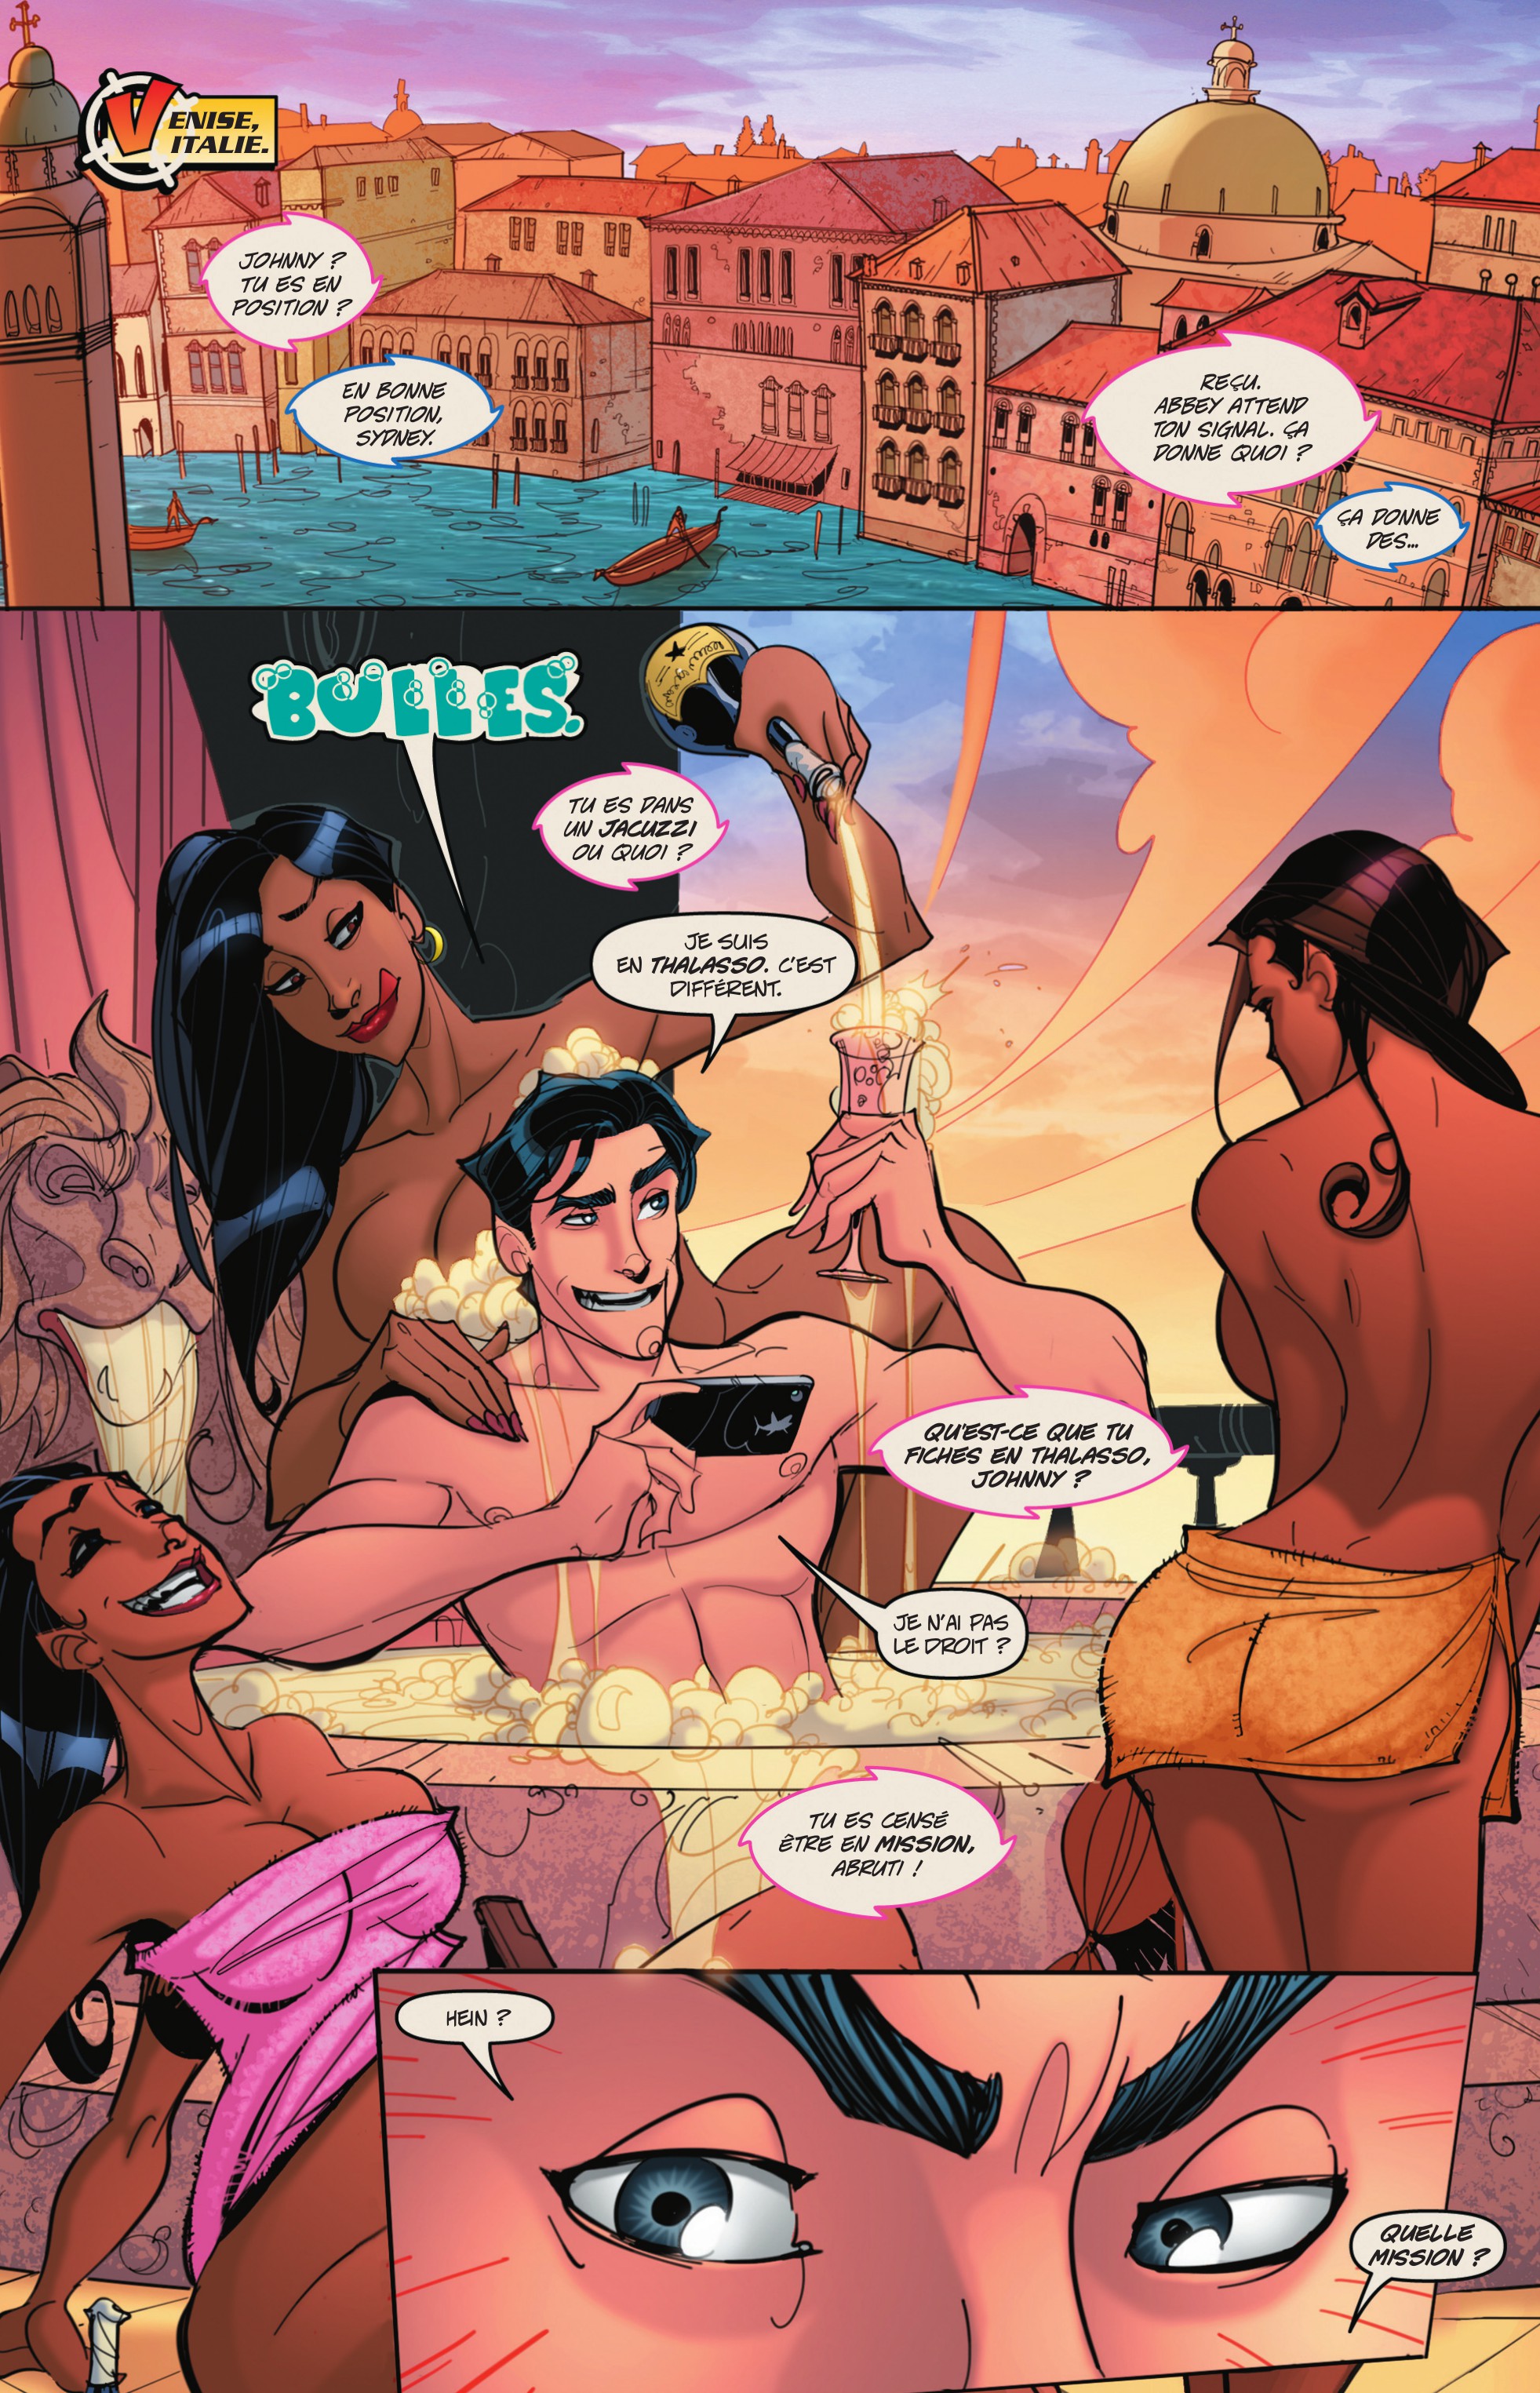 VENISE,
ITALIE.
JOHNNY ?
TU ES EN
POSITION ?
EN BONNE
POSITION,
SYDNEY.
REÇU.
ABBEY ATTEND
TON SIGNAL. ÇA
DONNE QUOI ?
ÇA DONNE
DES...
BULLES.
TU ES DANS
UN JACUZZI
OU QUOI ?
JE SUIS
EN THALASSO. C'EST
DIFFÉRENT.
QU'EST-CE QUE TU
FICHES EN THALASSO,
JOHNNY ?
JE N'AI PAS
LE DROIT ?
TU ES CENSÉ
ÊTRE EN MISSION,
ABRUTI !
HEIN ?
QUELLE
MISSION ?